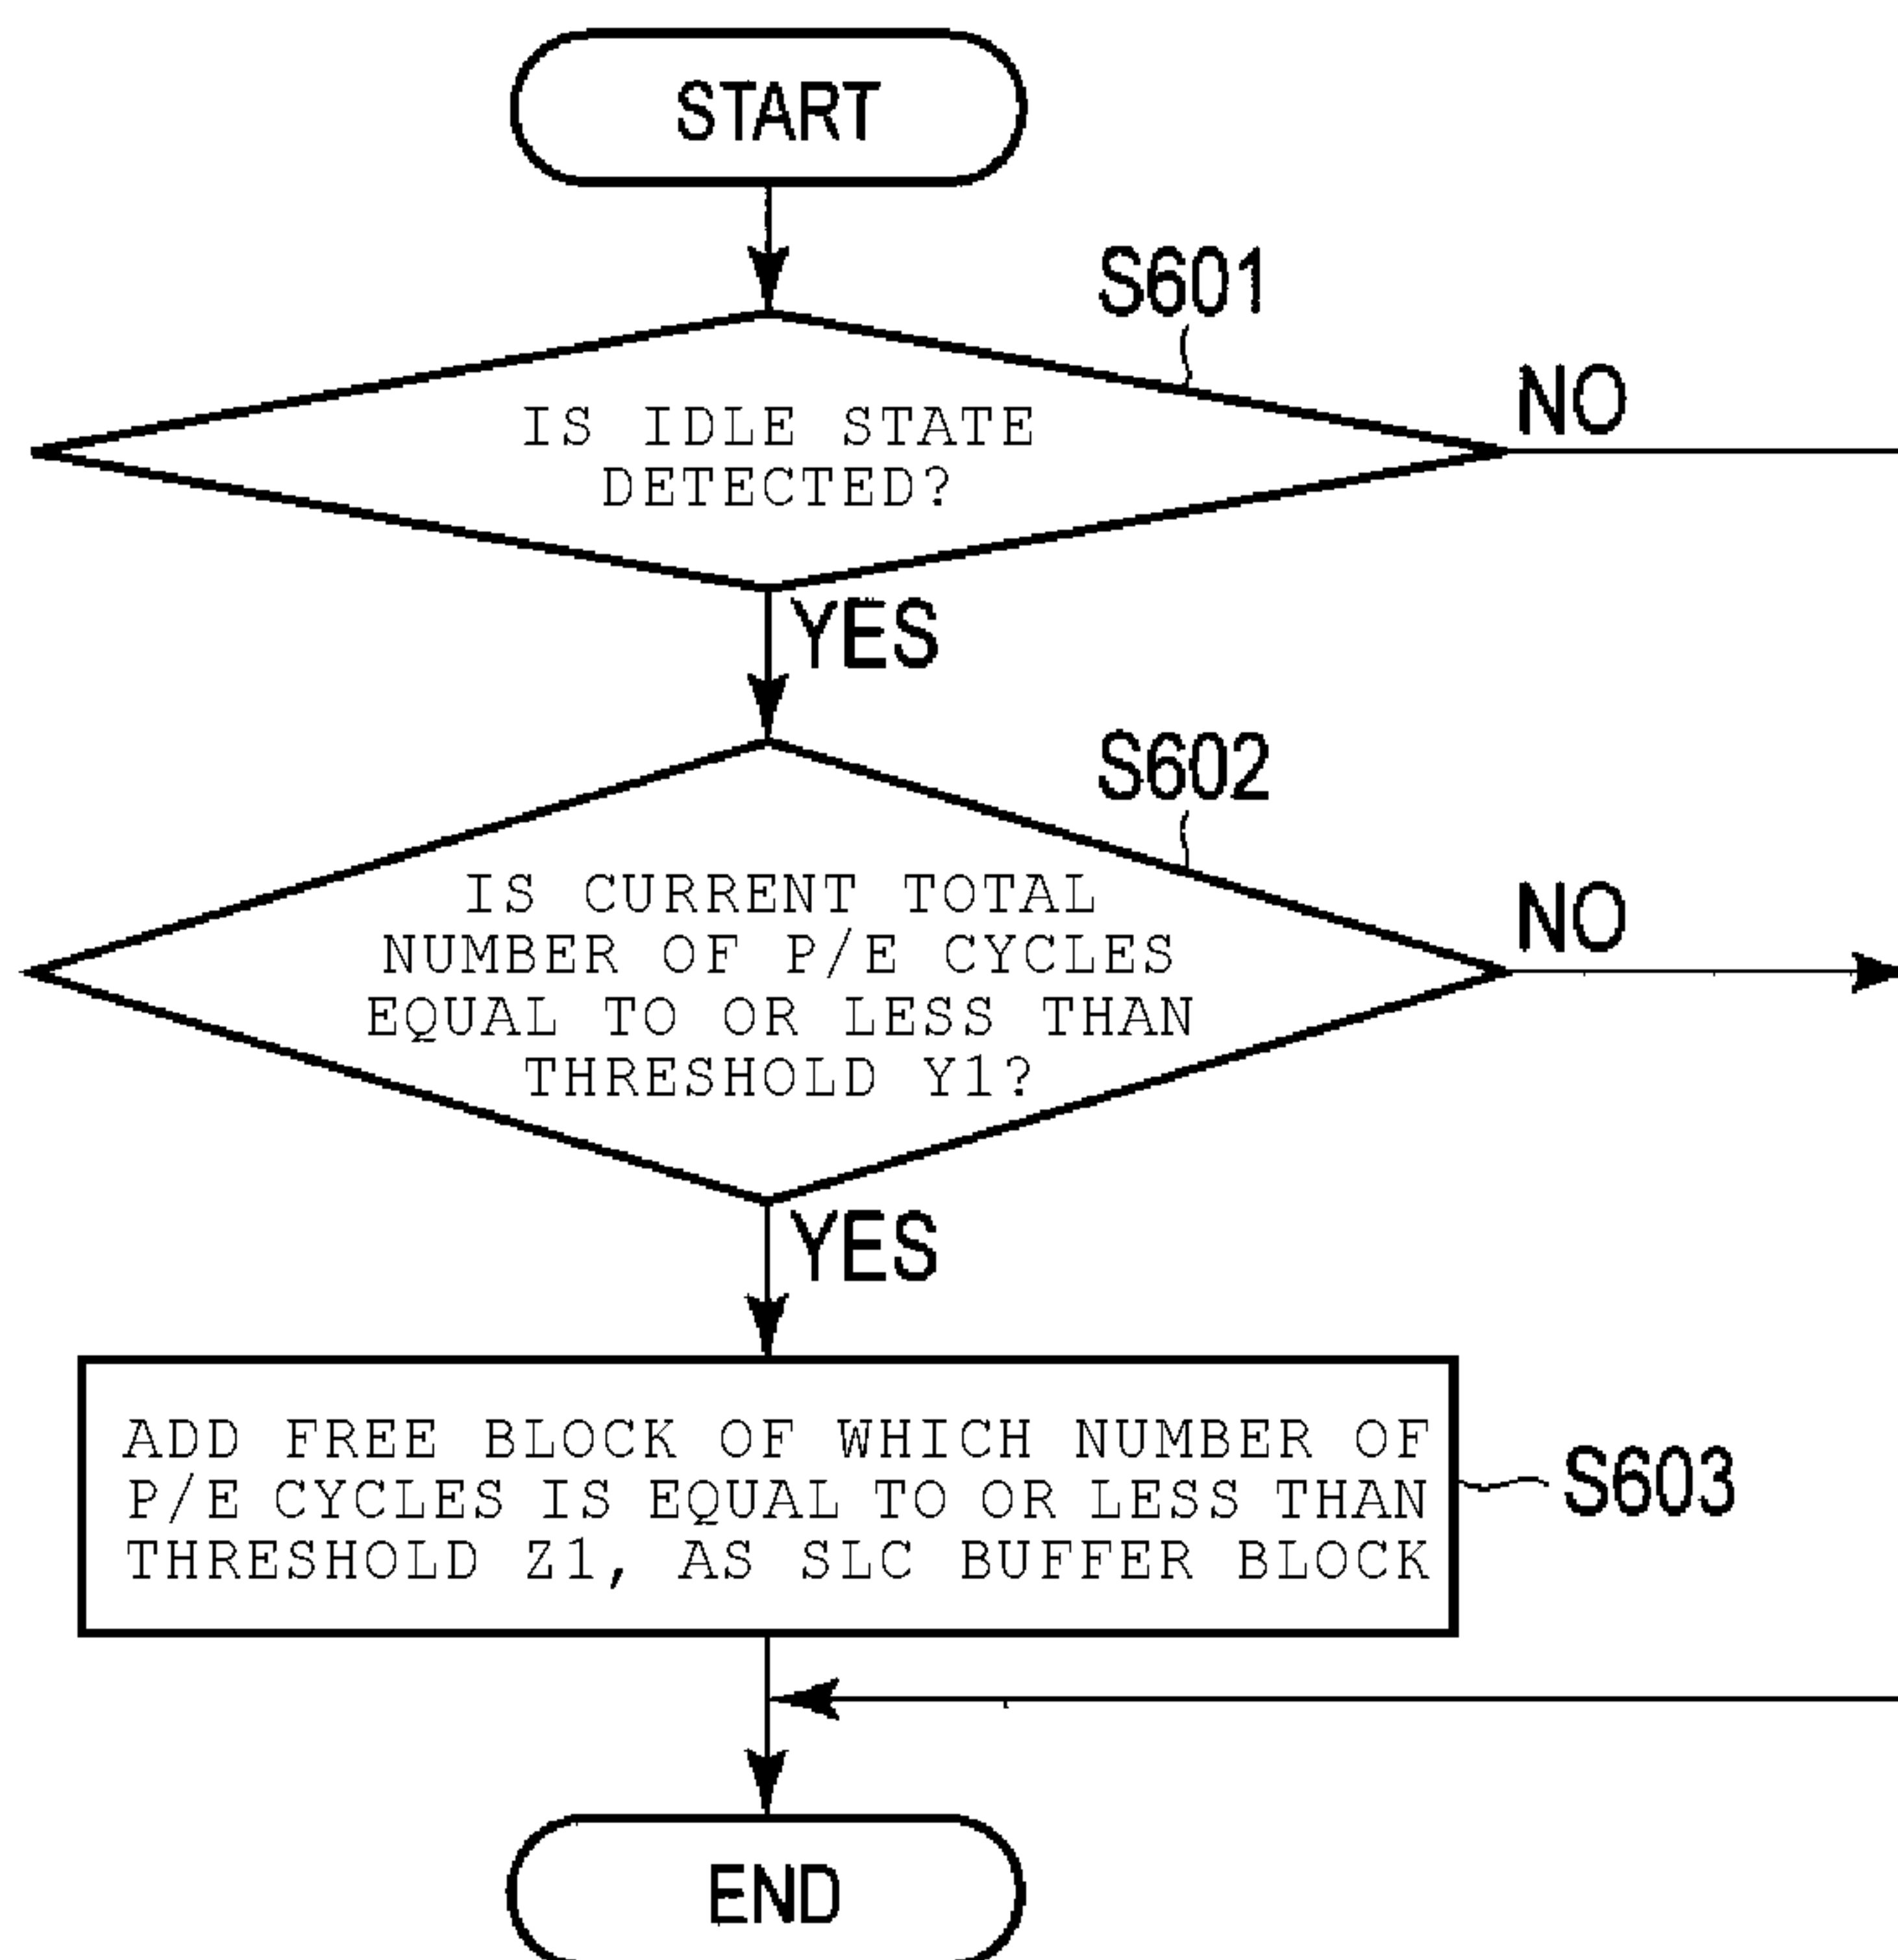 START
S601
IS IDLE STATE
DETECTED?
NO
YES
S602
IS CURRENT TOTAL
NUMBER OF P/E CYCLES
EQUAL TO OR LESS THAN
THRESHOLD Y1?
NO
YES
ADD FREE BLOCK OF WHICH NUMBER OF
P/E CYCLES IS EQUAL TO OR LESS THAN
THRESHOLD Z1, AS SLC BUFFER BLOCK
S603
END